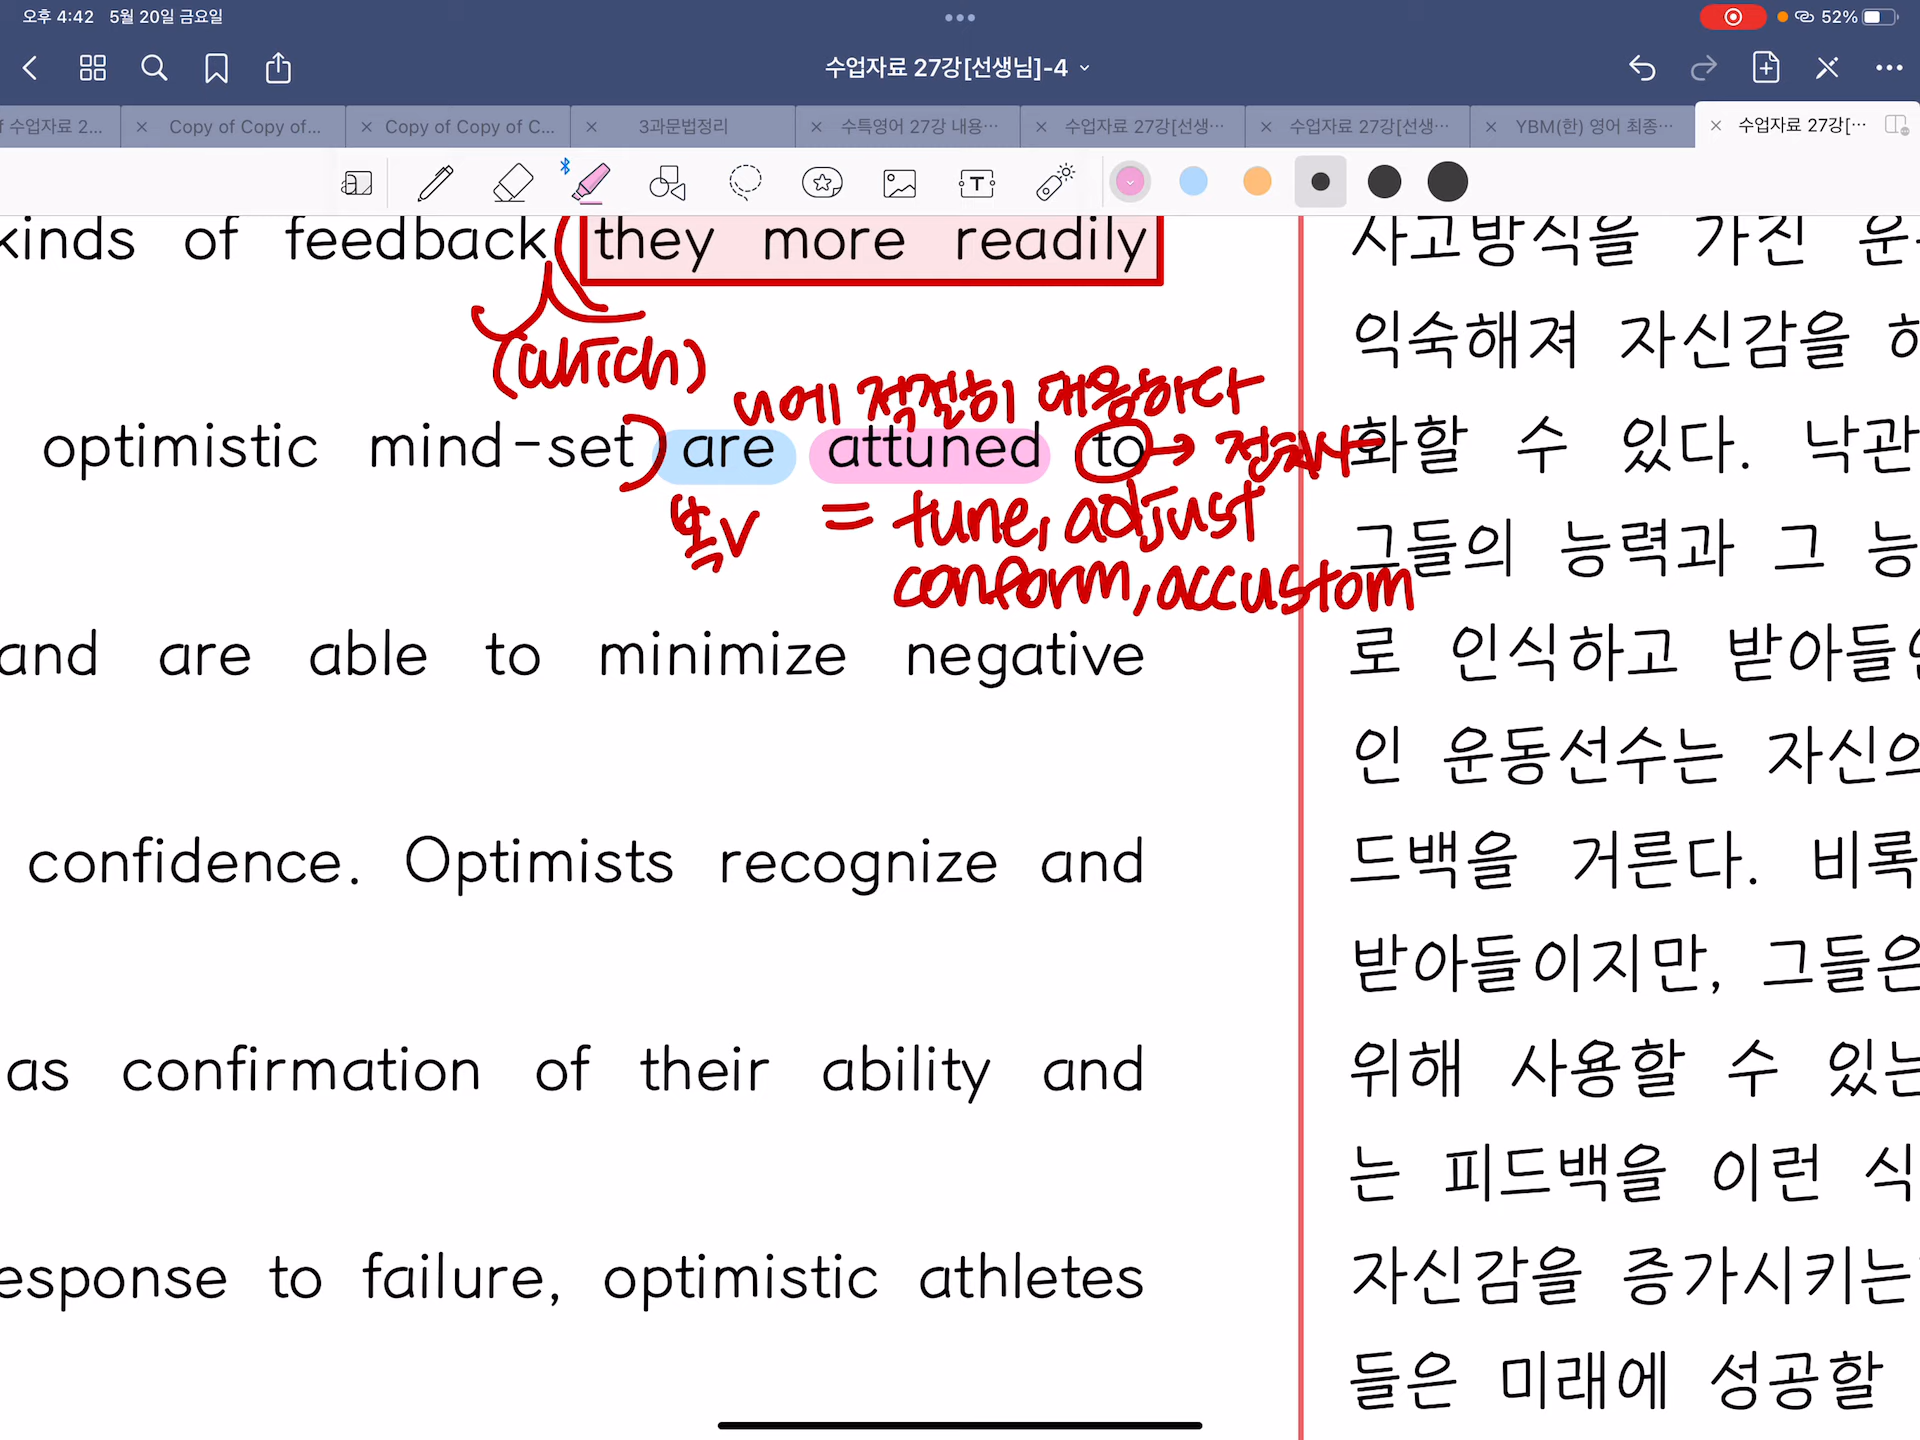 오후 4:42 5월 20일 금요일
52%
수업자료 27강[선생님]-4
수업자료 2...
Copy of Copy of...
Copy of Copy of C...
3과문법정리
수특영어 27강 내용...
수업자료 27강[선생...
수업자료 27강[선생...
YBM(한) 영어 최종...
수업자료 27강[...
kinds of feedback (they more readily
(which)
~에 적절히 대응하다
optimistic mind-set) are attuned to → 전치사
복V = tune, adjust
conform, accustom
and are able to minimize negative
confidence. Optimists recognize and
as confirmation of their ability and
esponse to failure, optimistic athletes
사고방식을 가진 운
익숙해져 자신감을
화할 수 있다. 낙관
그들의 능력과 그 능
로 인식하고 받아들
인 운동선수는 자신의
드백을 거른다. 비록
받아들이지만, 그들은
위해 사용할 수 있는
는 피드백을 이런 식
자신감을 증가시키는
들은 미래에 성공할